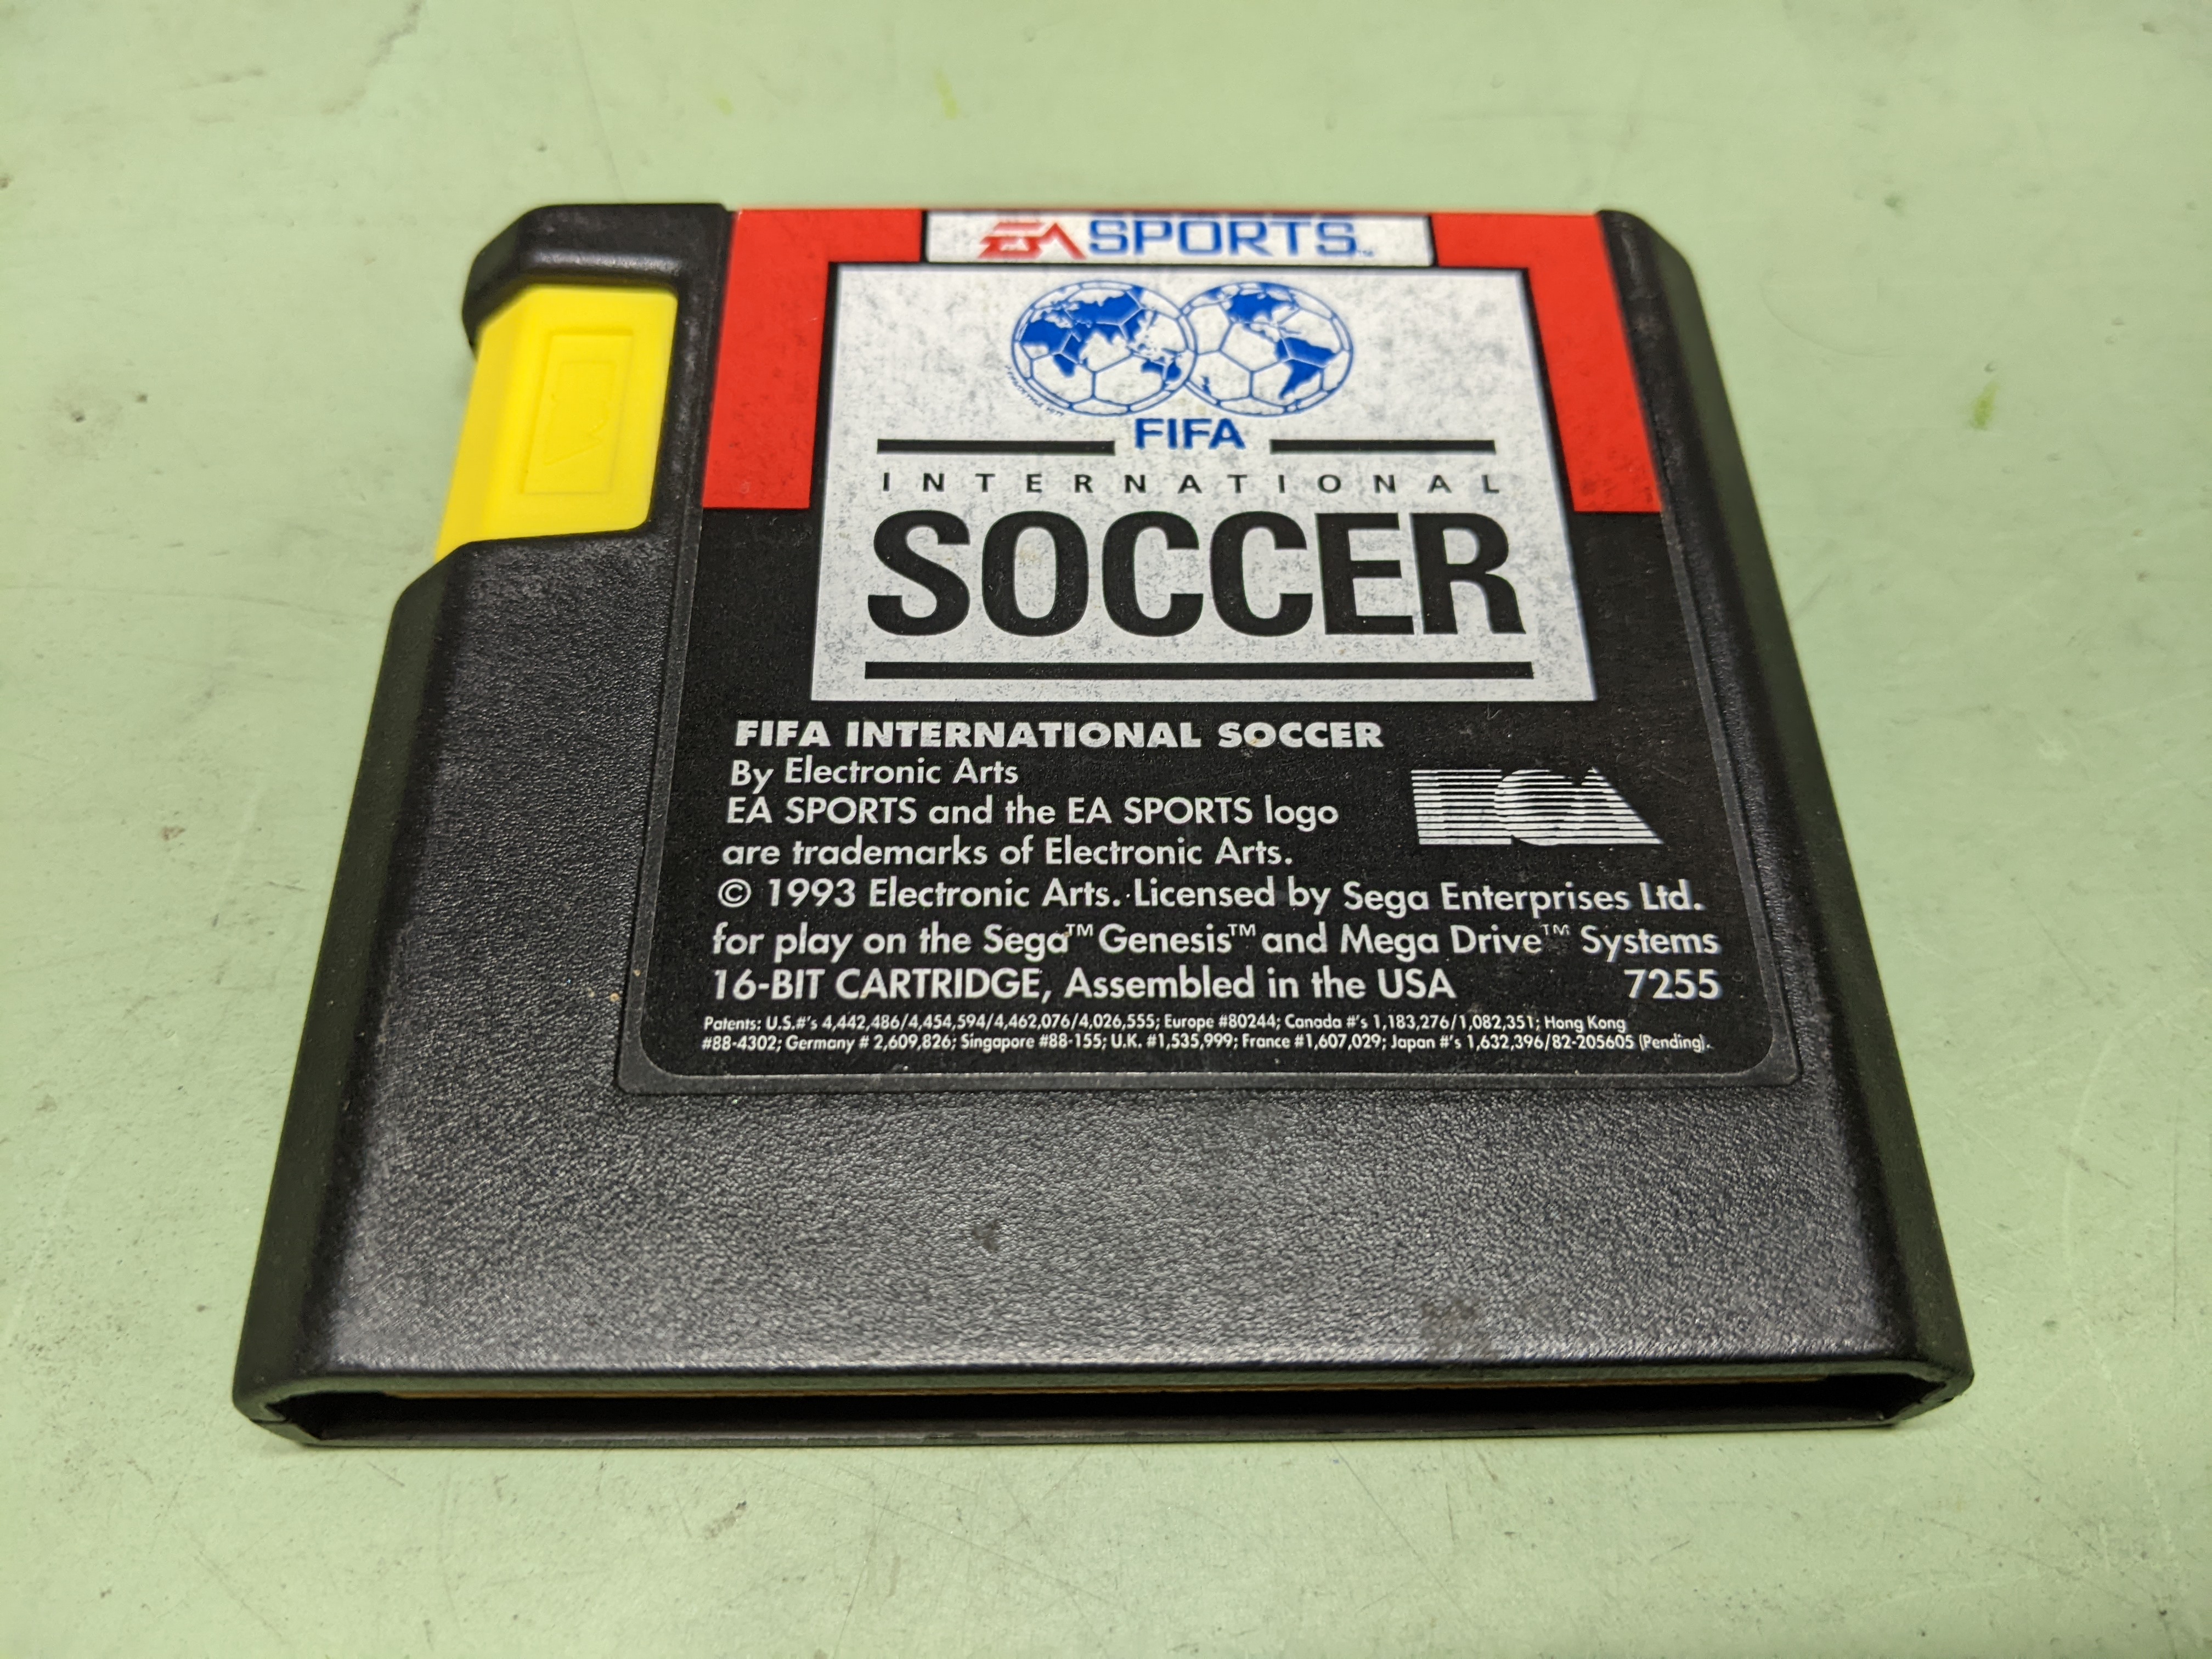 EA SPORTS™
FIFA
INTERNATIONAL
SOCCER
FIFA INTERNATIONAL SOCCER
By Electronic Arts
EA SPORTS and the EA SPORTS logo
are trademarks of Electronic Arts.
EA
© 1993 Electronic Arts. Licensed by Sega Enterprises Ltd.
for play on the Sega™ Genesis™ and Mega Drive™ Systems
16-BIT CARTRIDGE, Assembled in the USA 7255
Patents: U.S.#'s 4,442,486/4,454,594/4,462,076/4,026,555; Europe #80244; Canada #'s 1,183,276/1,082,351; Hong Kong
#88-4302; Germany # 2,609,826; Singapore #88-155; U.K. #1,535,999; France #1,607,029; Japan #'s 1,632,396/82-205605 (Pending).